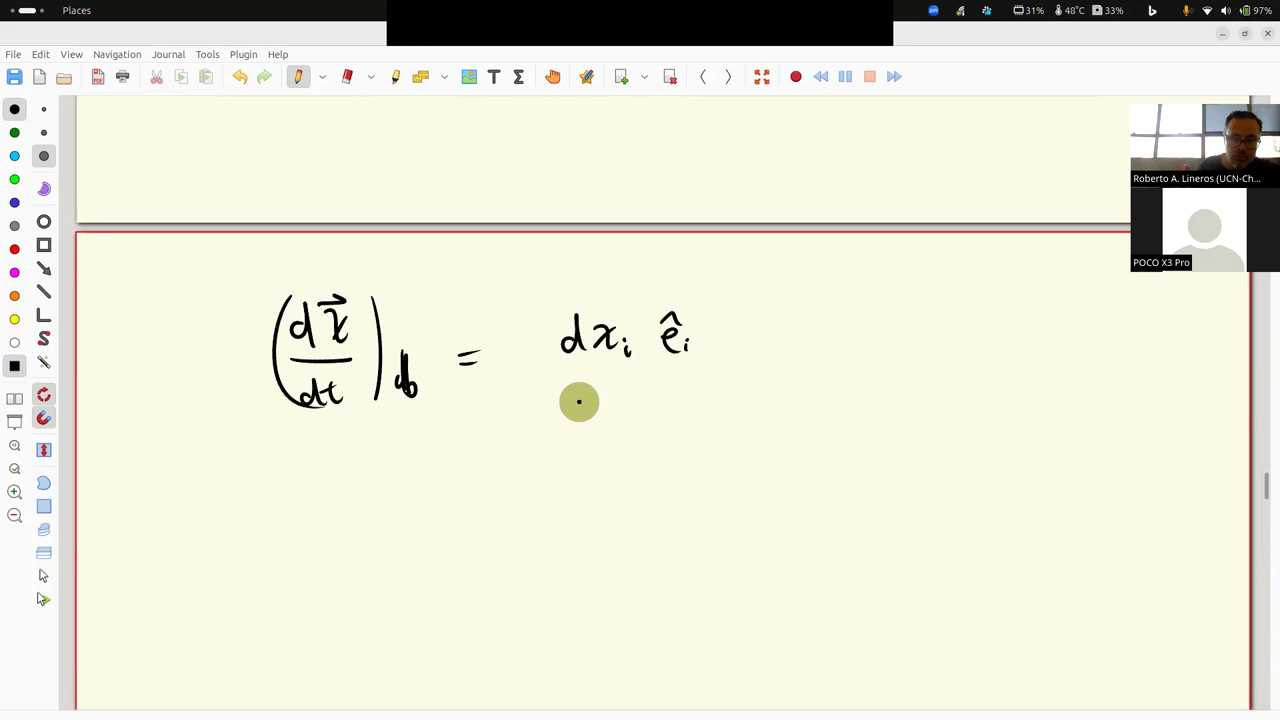 Places 31% 48°C 33% 97%
File Edit View Navigation Journal Tools Plugin Help
T Σ
Roberto A. Lineros (UCN-Ch...
POCO X3 Pro
(d\vec{x}/dt)_b = dx_i ê_i